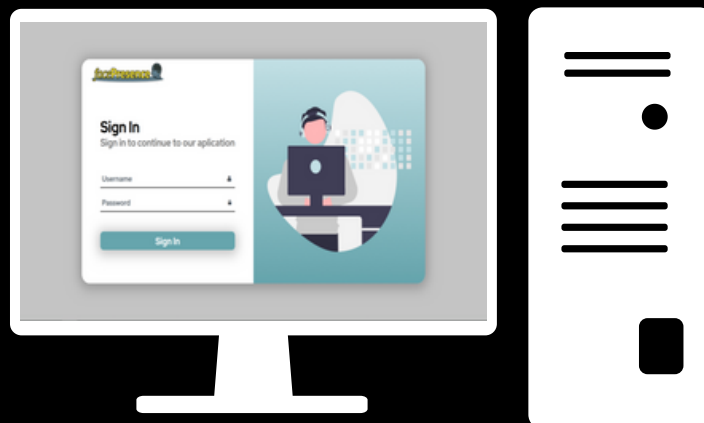 Sign In
Sign in to continue to our aplication
Username
Password
Sign In